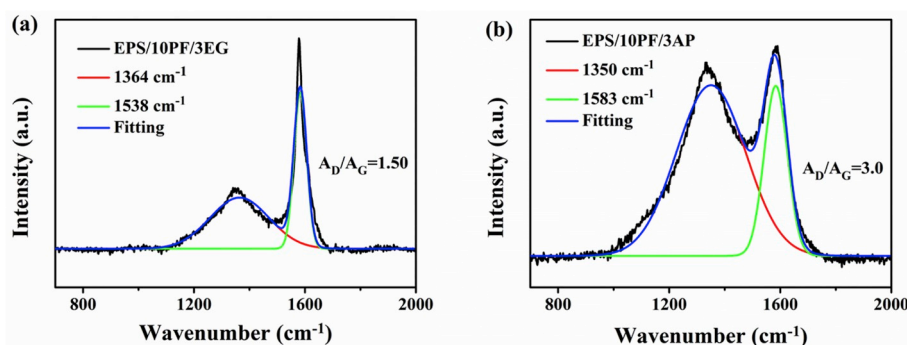 (a)
EPS/10PF/3EG
1364 cm⁻¹
1538 cm⁻¹
Fitting
A_D/A_G=1.50
Intensity (a.u.)
800 1200 1600 2000
Wavenumber (cm⁻¹)
(b)
EPS/10PF/3AP
1350 cm⁻¹
1583 cm⁻¹
Fitting
A_D/A_G=3.0
Intensity (a.u.)
800 1200 1600 2000
Wavenumber (cm⁻¹)